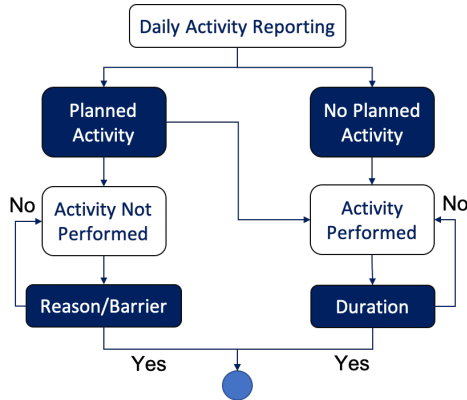 Daily Activity Reporting
Planned
Activity
No Planned
Activity
No
Activity Not
Performed
Activity
Performed
No
Reason/Barrier
Duration
Yes
Yes